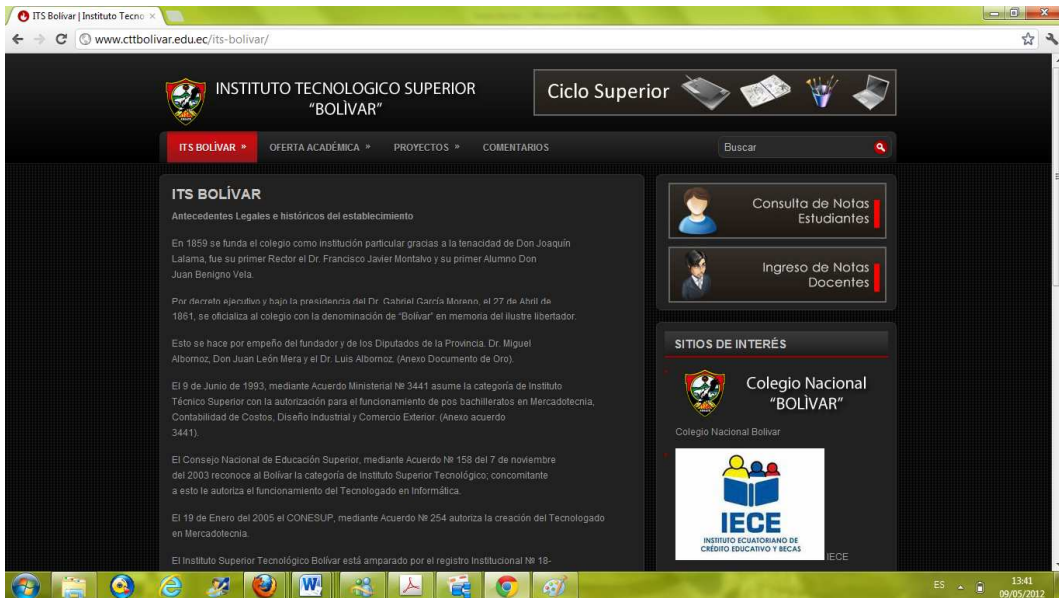 ITS Bolívar | Instituto Tecno
www.cttbolivar.edu.ec/its-bolivar/
INSTITUTO TECNOLOGICO SUPERIOR
“BOLÌVAR”
Ciclo Superior
ITS BOLÍVAR »
OFERTA ACADÉMICA »
PROYECTOS »
COMENTARIOS
Buscar
ITS BOLÍVAR
Antecedentes Legales e históricos del establecimiento
En 1859 se funda el colegio como institución particular gracias a la tenacidad de Don Joaquín
Lalama, fue su primer Rector el Dr. Francisco Javier Montalvo y su primer Alumno Don
Juan Benigno Vela.
Por decreto ejecutivo y bajo la presidencia del Dr. Gabriel García Moreno, el 27 de Abril de
1861, se oficializa al colegio con la denominación de “Bolívar” en memoria del ilustre libertador.
Esto se hace por empeño del fundador y de los Diputados de la Provincia. Dr. Miguel
Albornoz, Don Juan León Mera y el Dr. Luis Albornoz. (Anexo Documento de Oro).
El 9 de Junio de 1993, mediante Acuerdo Ministerial Nº 3441 asume la categoría de Instituto
Técnico Superior con la autorización para el funcionamiento de pos bachilleratos en Mercadotecnia,
Contabilidad de Costos, Diseño Industrial y Comercio Exterior. (Anexo acuerdo
3441).
El Consejo Nacional de Educación Superior, mediante Acuerdo Nº 158 del 7 de noviembre
del 2003 reconoce al Bolívar la categoría de Instituto Superior Tecnológico; concomitante
a esto le autoriza el funcionamiento del Tecnologado en Informática.
El 19 de Enero del 2005 el CONESUP, mediante Acuerdo Nº 254 autoriza la creación del Tecnologado
en Mercadotecnia.
El Instituto Superior Tecnológico Bolívar está amparado por el registro Institucional Nº 18-
Consulta de Notas
Estudiantes
Ingreso de Notas
Docentes
SITIOS DE INTERÉS
Colegio Nacional
“BOLÌVAR”
Colegio Nacional Bolivar
IECE
INSTITUTO ECUATORIANO DE
CRÉDITO EDUCATIVO Y BECAS
IECE
ES
13:41
09/05/2012